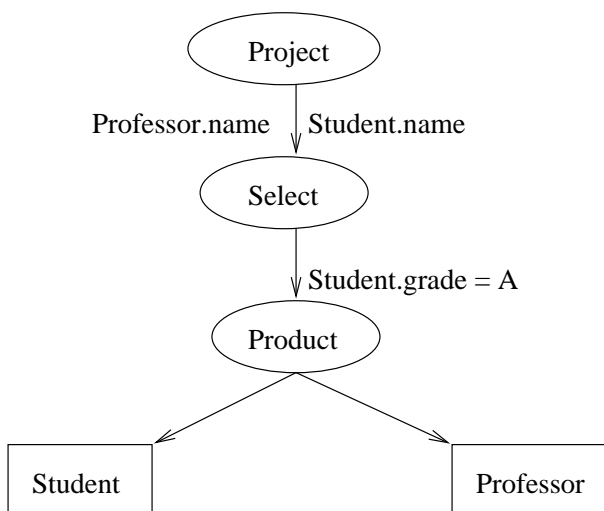 Project
Professor.name
Student.name
Select
Student.grade = A
Product
Student
Professor